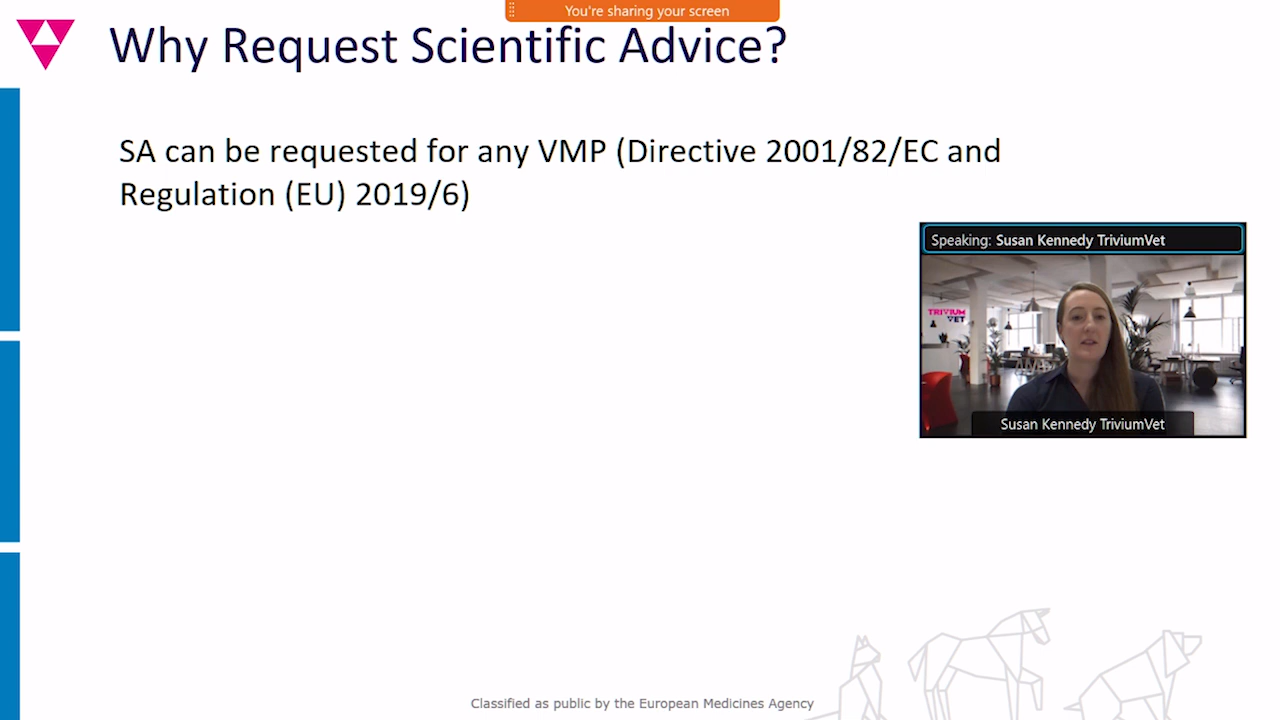 You're sharing your screen
Why Request Scientific Advice?
SA can be requested for any VMP (Directive 2001/82/EC and
Regulation (EU) 2019/6)
Speaking: Susan Kennedy TriviumVet
TRIVIUM
VET
Susan Kennedy TriviumVet
Classified as public by the European Medicines Agency